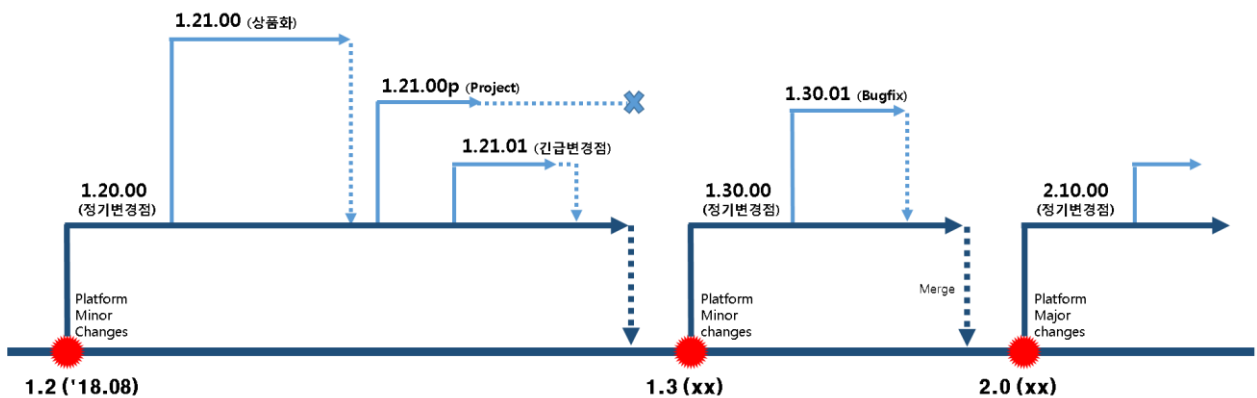 1.21.00 (상품화)
1.21.00p (Project)
1.30.01 (Bugfix)
1.21.01 (긴급변경점)
1.20.00
(정기변경점)
1.30.00
(정기변경점)
2.10.00
(정기변경점)
Platform
Minor
Changes
Platform
Minor
changes
Merge
Platform
Major
changes
1.2 ('18.08)
1.3 (xx)
2.0 (xx)